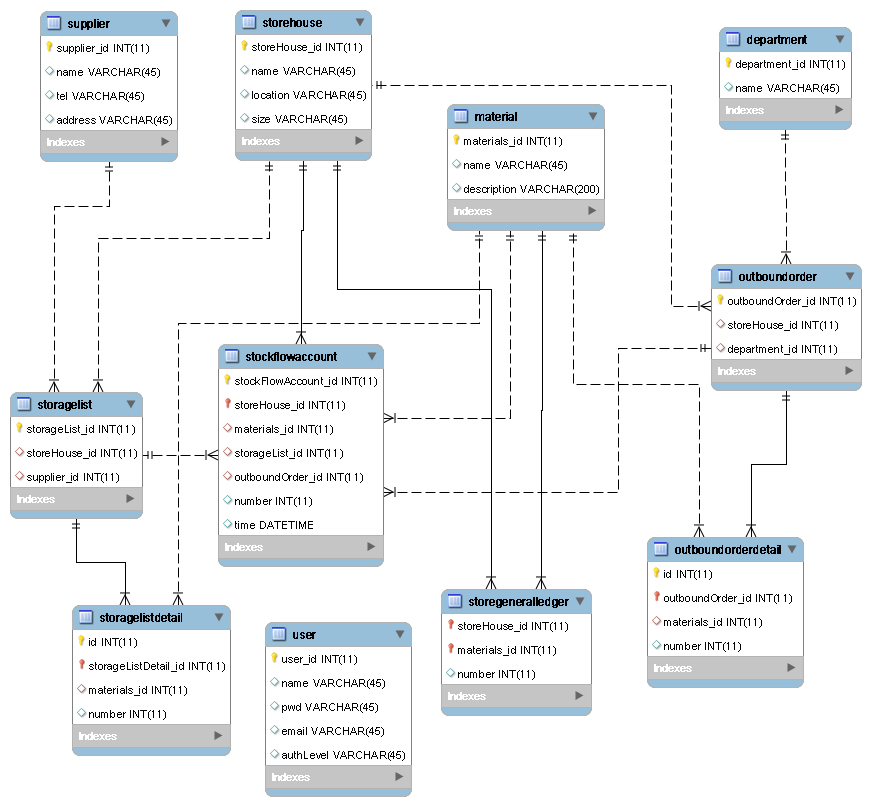 supplier
supplier_id INT(11)
name VARCHAR(45)
tel VARCHAR(45)
address VARCHAR(45)
Indexes
storehouse
storeHouse_id INT(11)
name VARCHAR(45)
location VARCHAR(45)
size VARCHAR(45)
Indexes
department
department_id INT(11)
name VARCHAR(45)
Indexes
material
materials_id INT(11)
name VARCHAR(45)
description VARCHAR(200)
Indexes
outboundorder
outboundOrder_id INT(11)
storeHouse_id INT(11)
department_id INT(11)
Indexes
stockflowaccount
stockFlowAccount_id INT(11)
storeHouse_id INT(11)
materials_id INT(11)
storageList_id INT(11)
outboundOrder_id INT(11)
number INT(11)
time DATETIME
Indexes
storagelist
storageList_id INT(11)
storeHouse_id INT(11)
supplier_id INT(11)
Indexes
outboundorderdetail
id INT(11)
outboundOrder_id INT(11)
materials_id INT(11)
number INT(11)
Indexes
storegeneralledger
storeHouse_id INT(11)
materials_id INT(11)
number INT(11)
Indexes
storagelistdetail
id INT(11)
storageListDetail_id INT(11)
materials_id INT(11)
number INT(11)
Indexes
user
user_id INT(11)
name VARCHAR(45)
pwd VARCHAR(45)
email VARCHAR(45)
authLevel VARCHAR(45)
Indexes